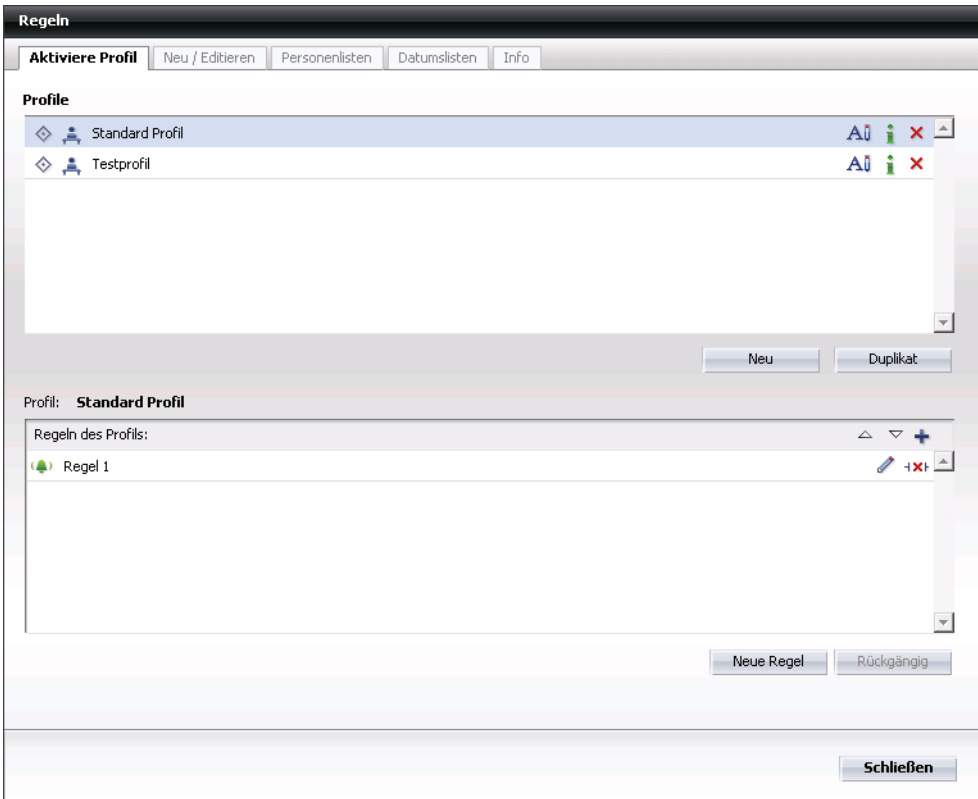 Regeln
Aktiviere Profil Neu / Editieren Personenlisten Datumslisten Info
Profile
Standard Profil
Testprofil
Neu Duplikat
Profil: Standard Profil
Regeln des Profils:
Regel 1
Neue Regel Rückgängig
Schließen